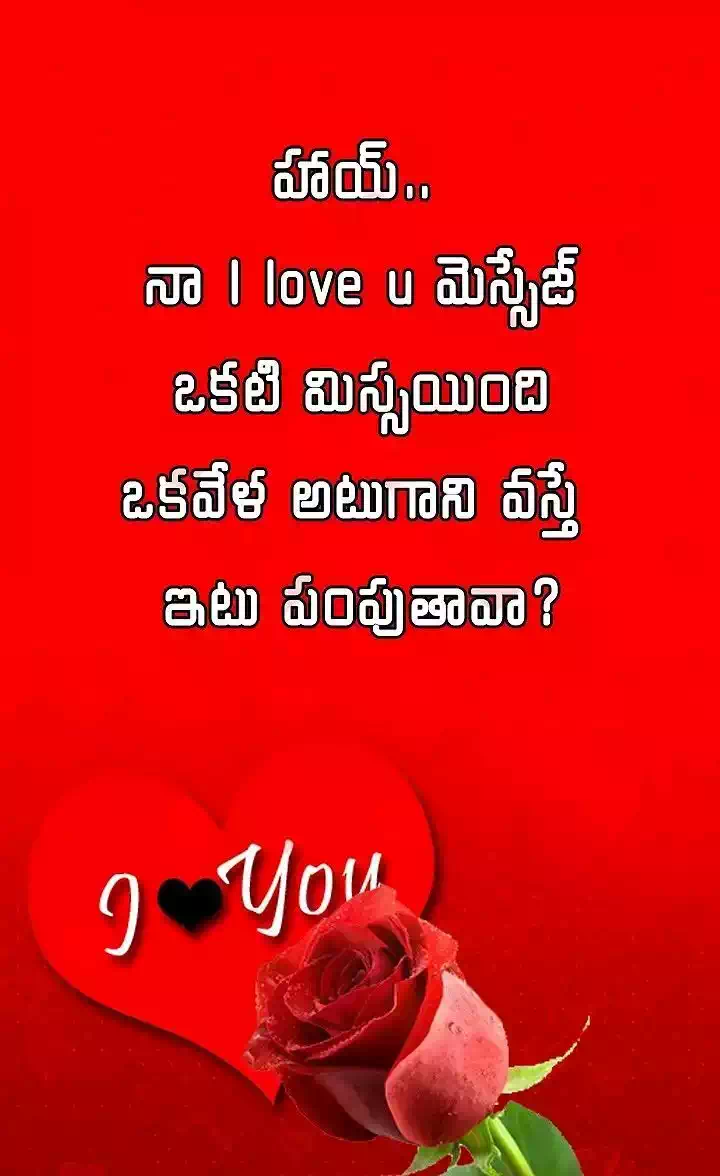 హాయ్..
నా I love u మెస్సేజ్
ఒకటి మిస్సయింది
ఒకవేళ అటుగాని వస్తే
ఇటు పంపుతావా?
I 🖤 You